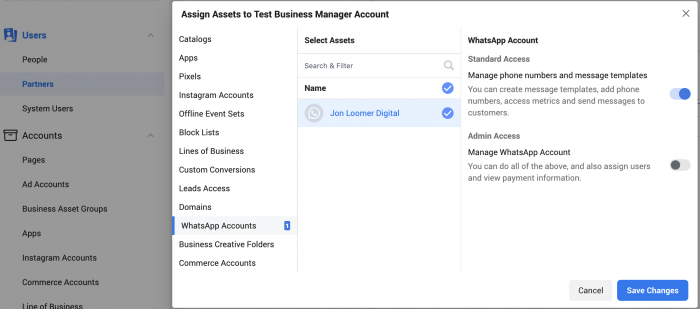 Users
People
Partners
System Users
Accounts
Pages
Ad Accounts
Business Asset Groups
Apps
Instagram Accounts
Commerce Accounts
Line of Business
Assign Assets to Test Business Manager Account
Catalogs
Apps
Pixels
Instagram Accounts
Offline Event Sets
Block Lists
Lines of Business
Custom Conversions
Leads Access
Domains
WhatsApp Accounts 1
Business Creative Folders
Commerce Accounts
Select Assets
Search & Filter
Name
Jon Loomer Digital
WhatsApp Account
Standard Access
Manage phone numbers and message templates
You can create message templates, add phone
numbers, access metrics and send messages to
customers.
Admin Access
Manage WhatsApp Account
You can do all of the above, and also assign users
and view payment information.
Cancel
Save Changes